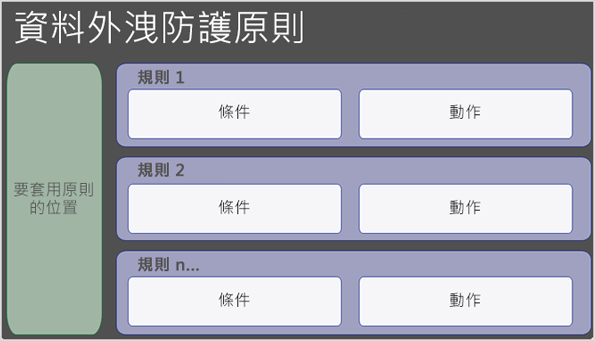 資料外洩防護原則
要套用原則
的位置
規則 1
條件
動作
規則 2
條件
動作
規則 n...
條件
動作